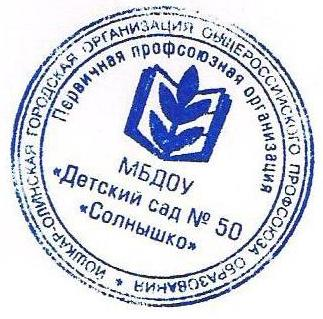 ЙОШКАР-ОЛИНСКАЯ ГОРОДСКАЯ ОРГАНИЗАЦИЯ ОБЩЕРОССИЙСКОГО ПРОФСОЮЗА ОБРАЗОВАНИЯ *
Первичная профсоюзная организация
МБДОУ
«Детский сад № 50
«Солнышко»